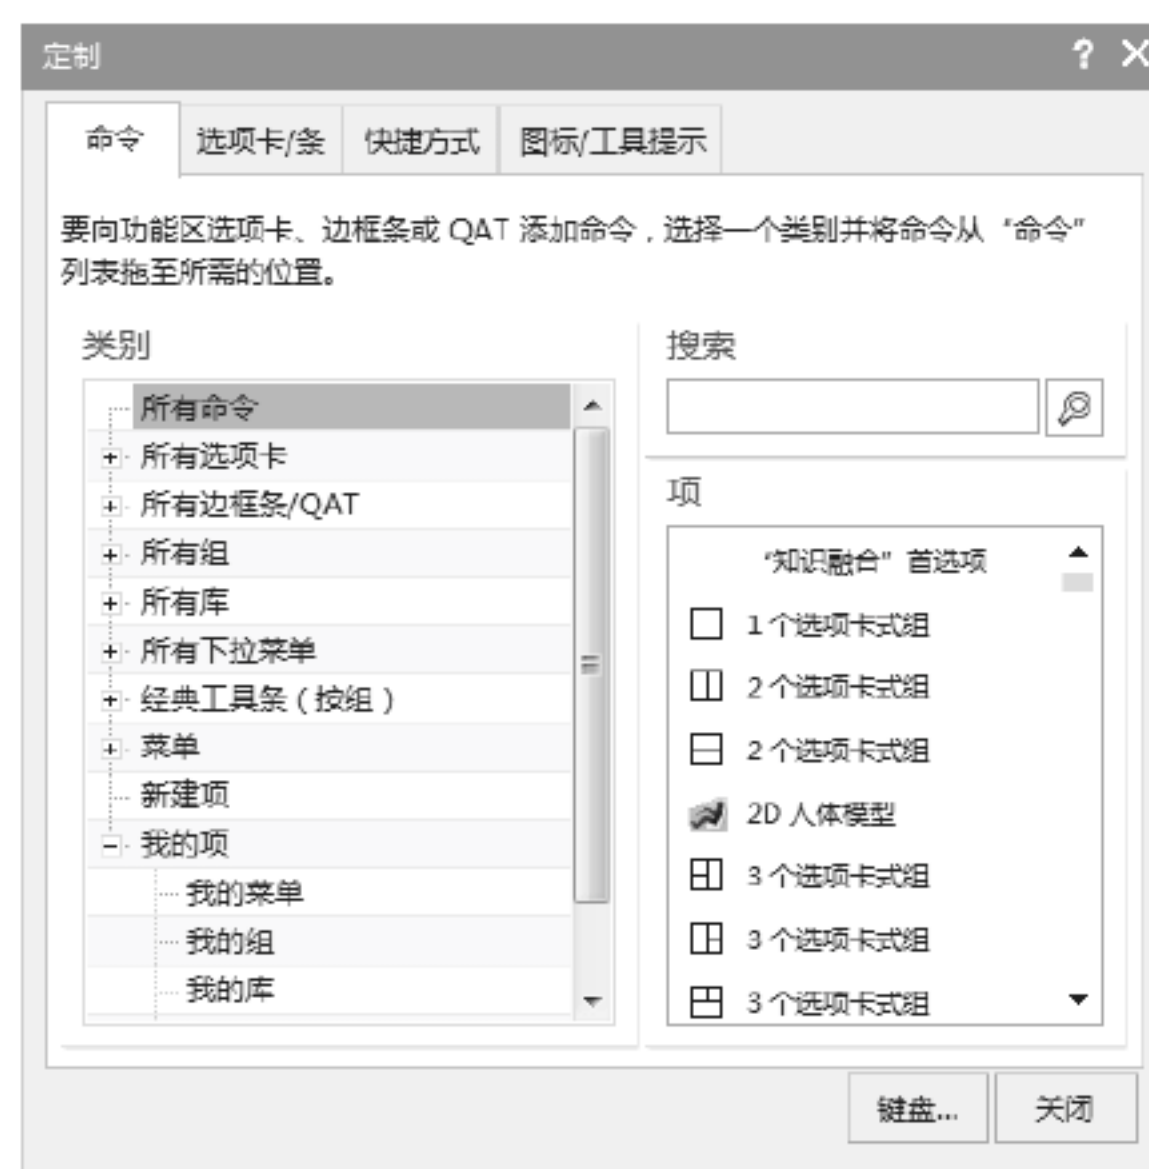 定制
命令 选项卡/条 快捷方式 图标/工具提示
要向功能区选项卡、边框条或 QAT 添加命令，选择一个类别并将命令从“命令”
列表拖至所需的位置。
类别
所有命令
所有选项卡
所有边框条/QAT
所有组
所有库
所有下拉菜单
经典工具条（按组）
菜单
新建项
我的项
我的菜单
我的组
我的库
搜索
项
“知识融合”首选项
1 个选项卡式组
2 个选项卡式组
2 个选项卡式组
2D 人体模型
3 个选项卡式组
3 个选项卡式组
3 个选项卡式组
键盘... 关闭